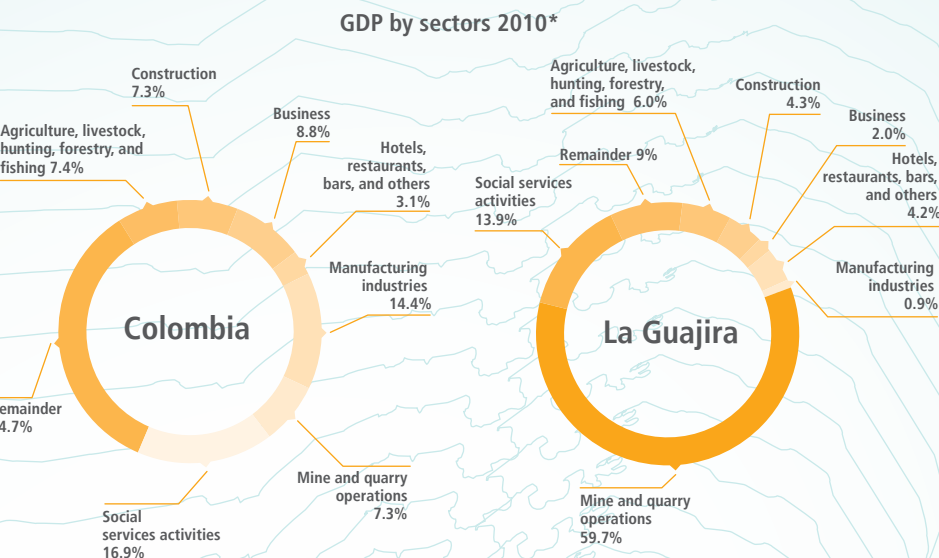 GDP by sectors 2010*
Construction
7.3%
Agriculture, livestock,
hunting, forestry, and
fishing 7.4%
Business
8.8%
Hotels,
restaurants,
bars, and others
3.1%
Manufacturing
industries
14.4%
Colombia
emainder
4.7%
Mine and quarry
operations
7.3%
Social
services activities
16.9%
Agriculture, livestock,
hunting, forestry,
and fishing 6.0%
Construction
4.3%
Business
2.0%
Remainder 9%
Hotels,
restaurants, bars,
and others
4.2%
Social services
activities
13.9%
Manufacturing
industries
0.9%
La Guajira
Mine and quarry
operations
59.7%